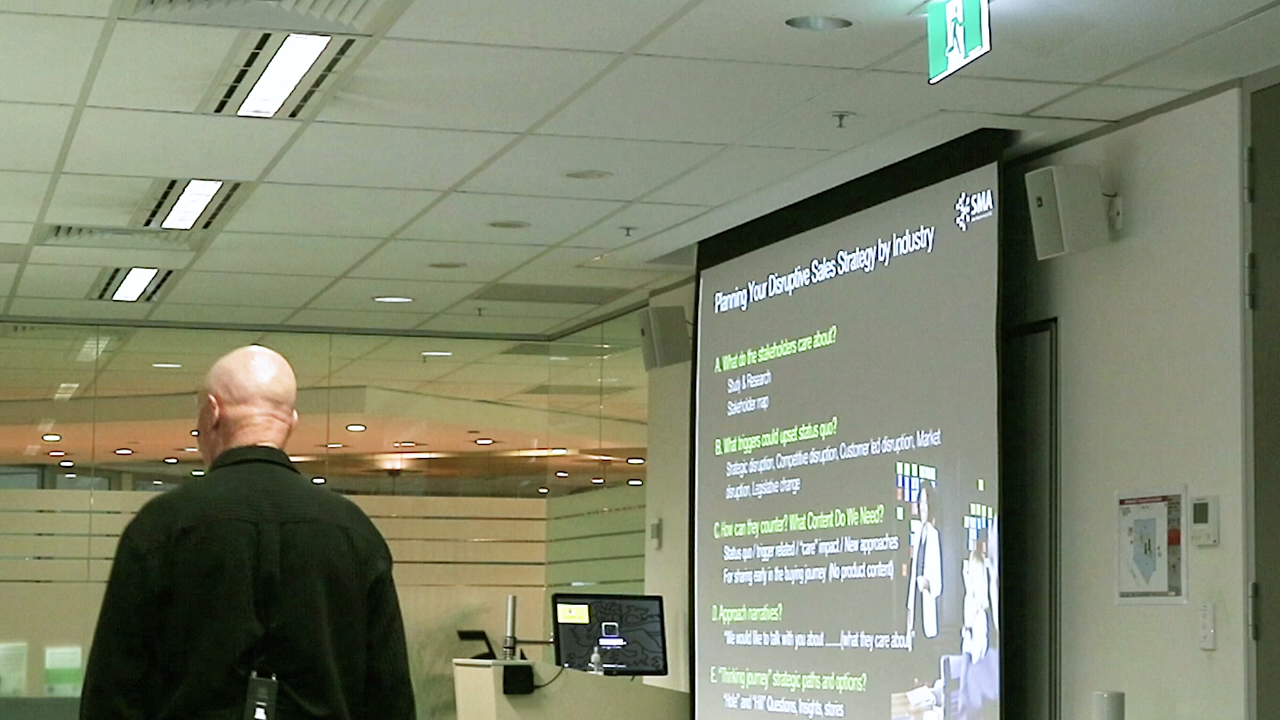 SMA
Planning Your Disruptive Sales Strategy by Industry
A. What do the stakeholders care about?
Study & Research
Stakeholder map
B. What triggers could upset status quo?
Strategic disruption, Competitive disruption, Customer led disruption, Market
disruption, Legislative change
C. How can they counter? What Content Do We Need?
Status quo / trigger related / "care" impact / New approaches
For sharing early in the buying journey (No product content)
D. Approach narratives?
"We would like to talk with you about ......(what they care about)"
E. "Thinking journey" strategic paths and options?
"Hole" and "Hill" Questions, Insights, stories